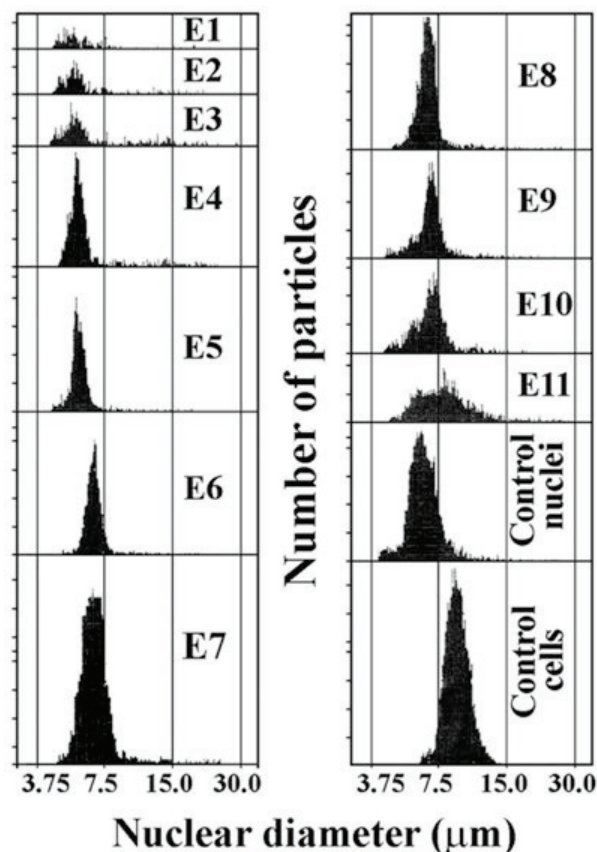 E1
E2
E3
E4
E5
E6
E7
3.75 7.5 15.0 30.0
Number of particles
E8
E9
E10
E11
Control
nuclei
Control
cells
3.75 7.5 15.0 30.0
Nuclear diameter (μm)